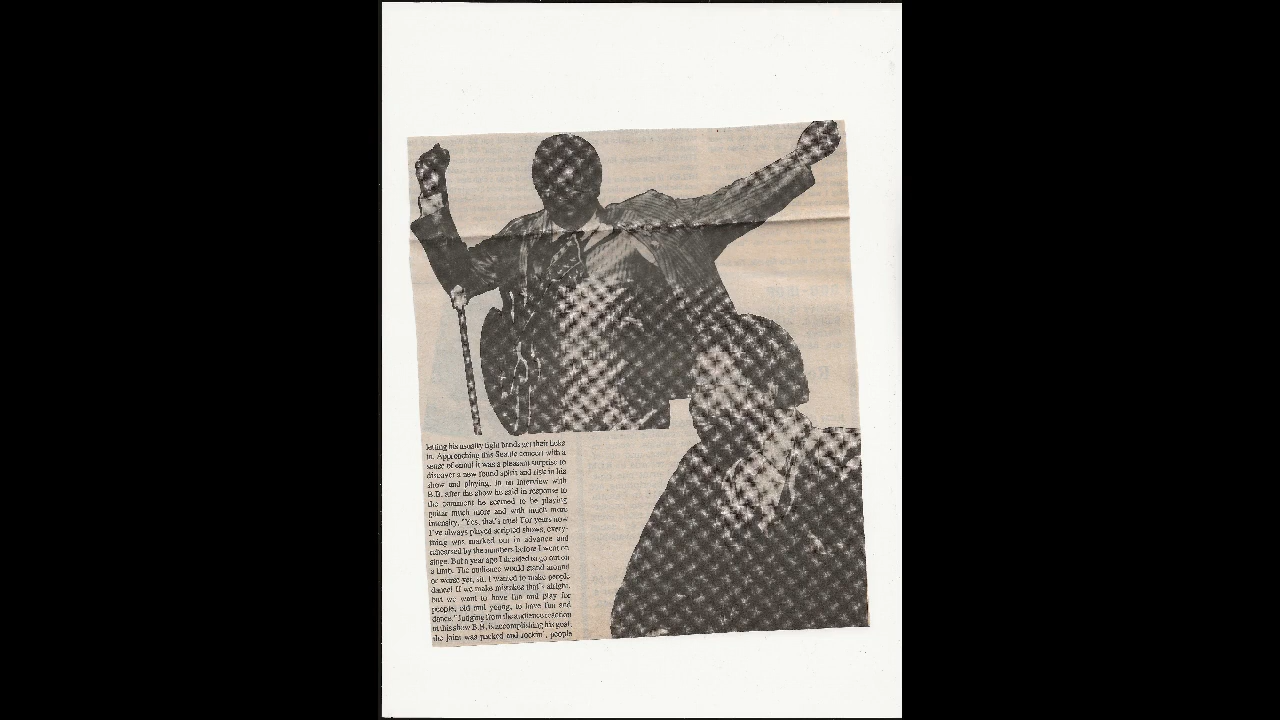 letting his usually tight bands get their licks
in. Approaching this Seattle concert with a
sense of ennui it was a pleasant surprise to
discover a new found spirit and risk in his
show and playing. In an interview with
B.B. after the show he said in response to
the comment he seemed to be playing
guitar much more and with much more
intensity, "Yes, that's true! For years now
I've always played scripted shows, every-
thing was marked out in advance and
rehearsed by the numbers before I went on
stage. But a year ago I decided to go out on
a limb. The audience would stand around
or worse yet, sit. I wanted to make people
dance! If we make mistakes that's alright,
but we want to have fun and play for
people, old and young, to have fun and
dance." Judging from the audience reaction
at this show B.B. is accomplishing his goal,
the joint was packed and rockin', people